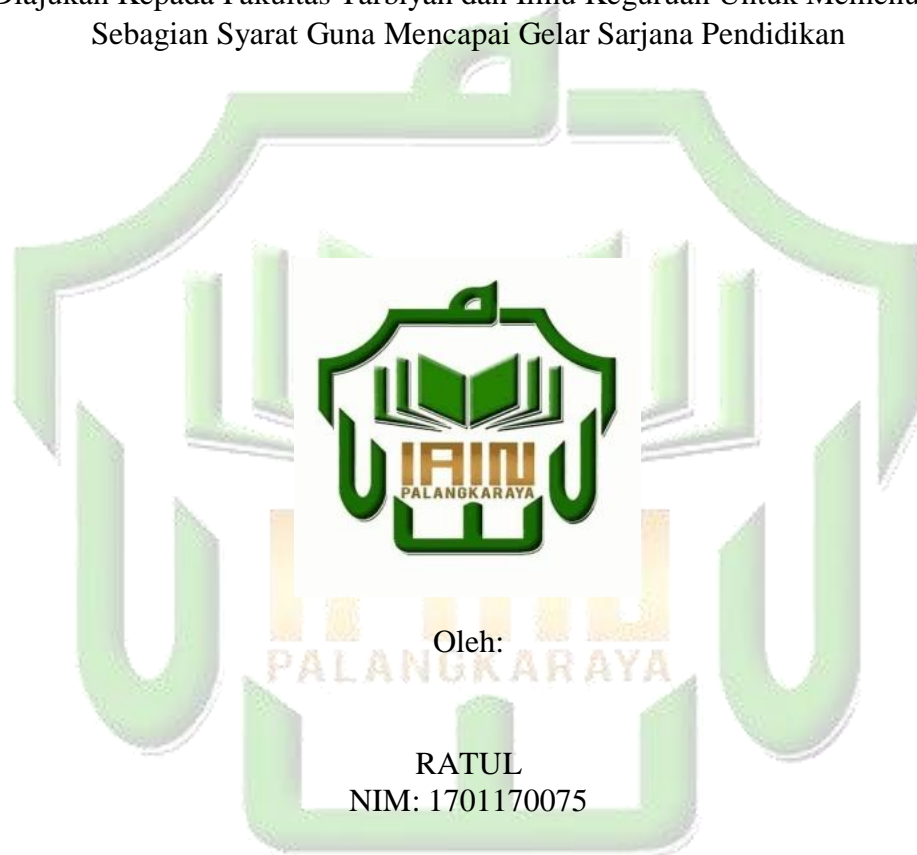 Diajukan Kepada Fakultas Tarbiyah dan Ilmu Keguruan Untuk
Sebagian Syarat Guna Mencapai Gelar Sarjana Pendidikan
IAIN
PALANGKARAYA
Oleh:
PALANGKARAYA
RATUL
NIM: 1701170075